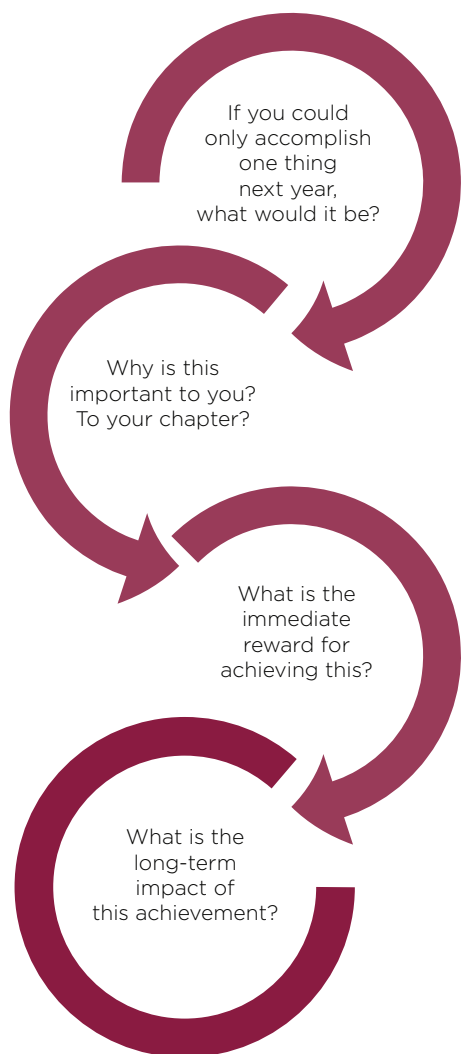 If you could
only accomplish
one thing
next year,
what would it be?
Why is this
important to you?
To your chapter?
What is the
immediate
reward for
achieving this?
What is the
long-term
impact of
this achievement?